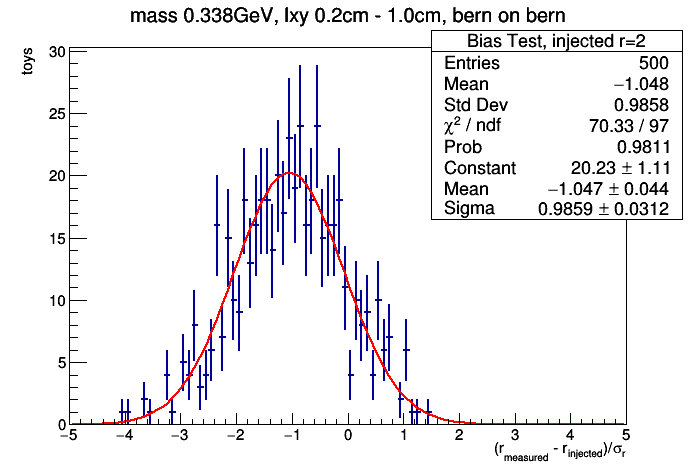 mass 0.338GeV, lxy 0.2cm - 1.0cm, bern on bern
Bias Test, injected r=2
Entries 500
Mean −1.048
Std Dev 0.9858
χ² / ndf 70.33 / 97
Prob 0.9811
Constant 20.23 ± 1.11
Mean −1.047 ± 0.044
Sigma 0.9859 ± 0.0312
toys
30
25
20
15
10
5
0
−5 −4 −3 −2 −1 0 1 2 3 4 5
(r_measured - r_injected)/σ_r